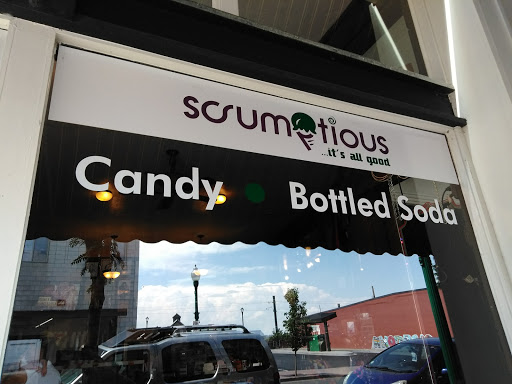 scrumptious
...it's all good
Candy • Bottled Soda